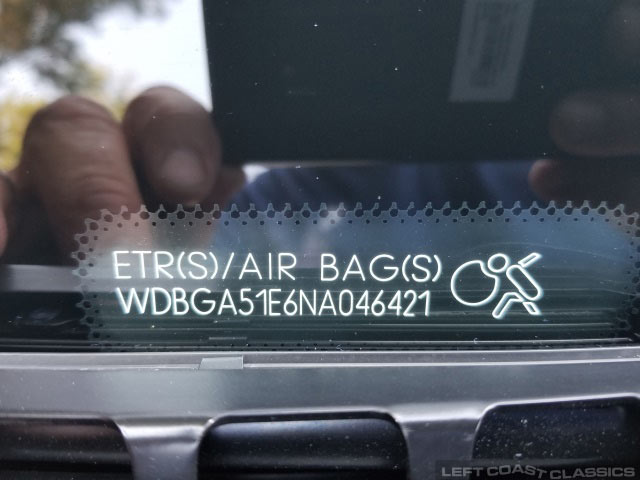 ETR(S)/AIR BAG(S)
WDBGA51E6NA046421
LEFT COAST CLASSICS